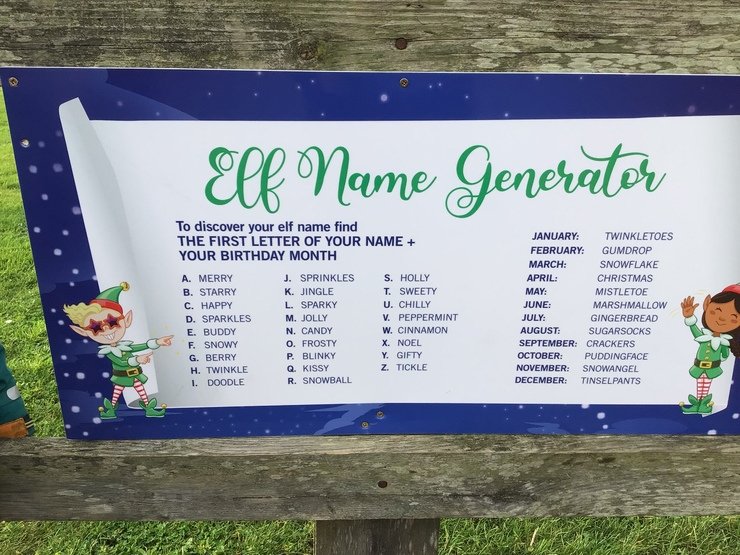 Elf Name Generator
To discover your elf name find
THE FIRST LETTER OF YOUR NAME +
YOUR BIRTHDAY MONTH
A. MERRY
B. STARRY
C. HAPPY
D. SPARKLES
E. BUDDY
F. SNOWY
G. BERRY
H. TWINKLE
I. DOODLE
J. SPRINKLES
K. JINGLE
L. SPARKY
M. JOLLY
N. CANDY
O. FROSTY
P. BLINKY
Q. KISSY
R. SNOWBALL
S. HOLLY
T. SWEETY
U. CHILLY
V. PEPPERMINT
W. CINNAMON
X. NOEL
Y. GIFTY
Z. TICKLE
JANUARY: TWINKLETOES
FEBRUARY: GUMDROP
MARCH: SNOWFLAKE
APRIL: CHRISTMAS
MAY: MISTLETOE
JUNE: MARSHMALLOW
JULY: GINGERBREAD
AUGUST: SUGARSOCKS
SEPTEMBER: CRACKERS
OCTOBER: PUDDINGFACE
NOVEMBER: SNOWANGEL
DECEMBER: TINSELPANTS